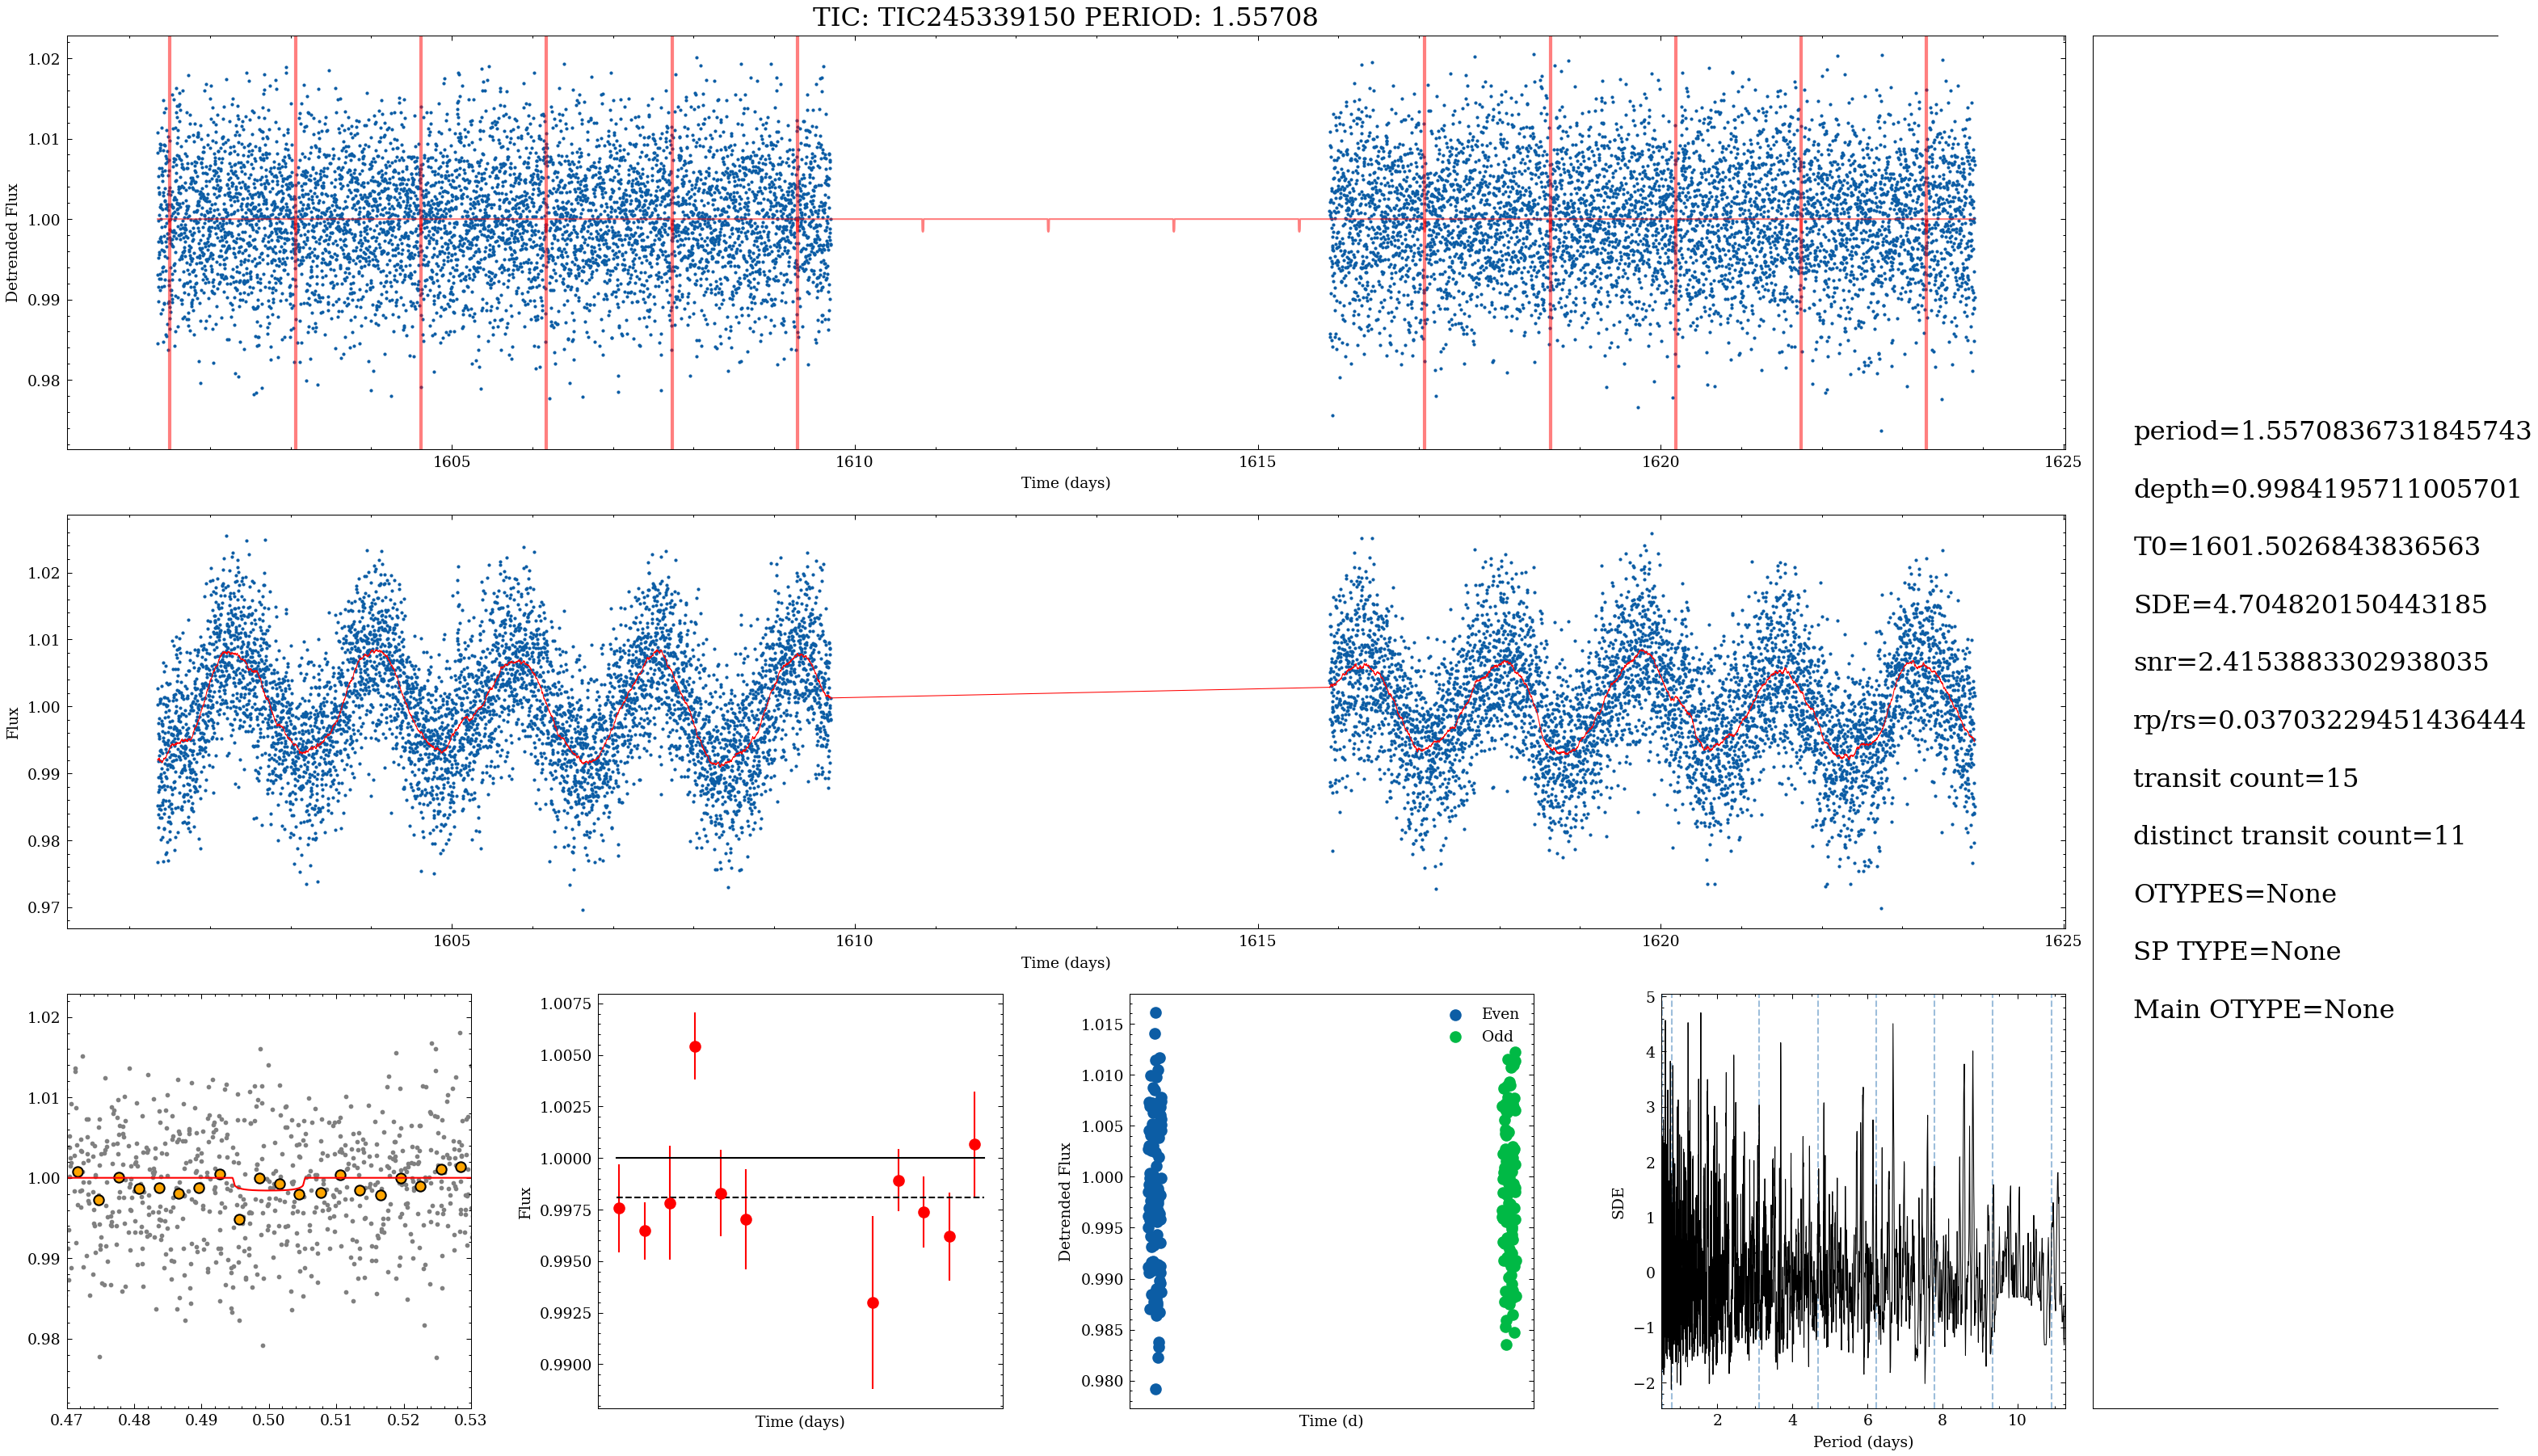 TIC: TIC245339150 PERIOD: 1.55708
1.02
1.01
1.00
0.99
0.98
Detrended Flux
1605
1610
1615
1620
1625
Time (days)
1.02
1.01
1.00
0.99
0.98
0.97
Flux
1605
1610
1615
1620
1625
Time (days)
period=1.5570836731845743
depth=0.9984195711005701
T0=1601.5026843836563
SDE=4.704820150443185
snr=2.4153883302938035
rp/rs=0.03703229451436444
transit count=15
distinct transit count=11
OTYPES=None
SP TYPE=None
Main OTYPE=None
1.02
1.01
1.00
0.99
0.98
0.47
0.48
0.49
0.50
0.51
0.52
0.53
1.0075
1.0050
1.0025
1.0000
0.9975
0.9950
0.9925
0.9900
Flux
Time (days)
1.015
1.010
1.005
1.000
0.995
0.990
0.985
0.980
Detrended Flux
Even
Odd
Time (d)
5
4
3
2
1
0
−1
−2
SDE
2
4
6
8
10
Period (days)